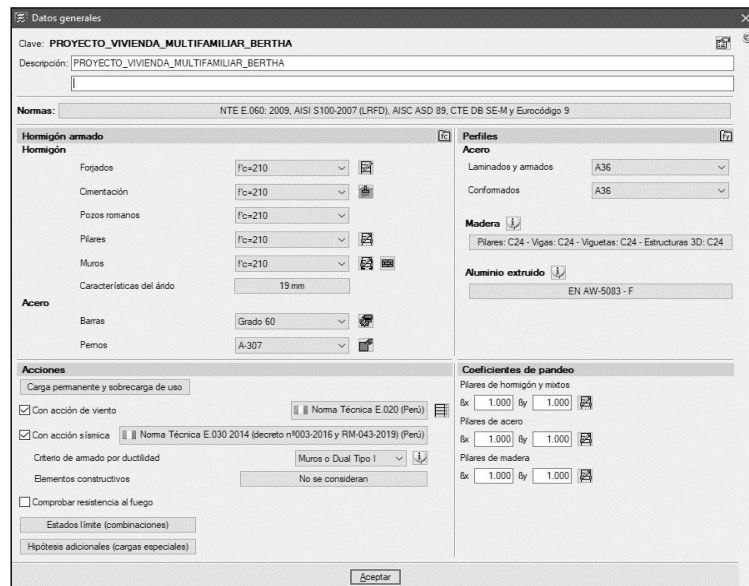 Datos generales
Clave: PROYECTO_VIVIENDA_MULTIFAMILIAR_BERTHA
Descripción: PROYECTO_VIVIENDA_MULTIFAMILIAR_BERTHA
Normas: NTE E.060: 2009, AISI S100-2007 (LRFD), AISC ASD 89, CTE DB SE-M y Eurocódigo 9
Hormigón armado
Hormigón
Forjados f'c=210
Cimentación f'c=210
Pozos romanos f'c=210
Pilares f'c=210
Muros f'c=210
Características del árido 19 mm
Acero
Barras Grado 60
Pernos A-307
Perfiles
Acero
Laminados y armados A36
Conformados A36
Madera
Pilares: C24 - Vigas: C24 - Viguetas: C24 - Estructuras 3D: C24
Aluminio extruido
EN AW-5083 - F
Acciones
Carga permanente y sobrecarga de uso
Con acción de viento Norma Técnica E.020 (Perú)
Con acción sísmica Norma Técnica E.030 2014 (decreto nº003-2016 y RM-043-2019) (Perú)
Criterio de armado por ductilidad Muros o Dual Tipo I
Elementos constructivos No se consideran
Comprobar resistencia al fuego
Estados límite (combinaciones)
Hipótesis adicionales (cargas especiales)
Coeficientes de pandeo
Pilares de hormigón y mixtos
ßx 1.000 ßy 1.000
Pilares de acero
ßx 1.000 ßy 1.000
Pilares de madera
ßx 1.000 ßy 1.000
Aceptar